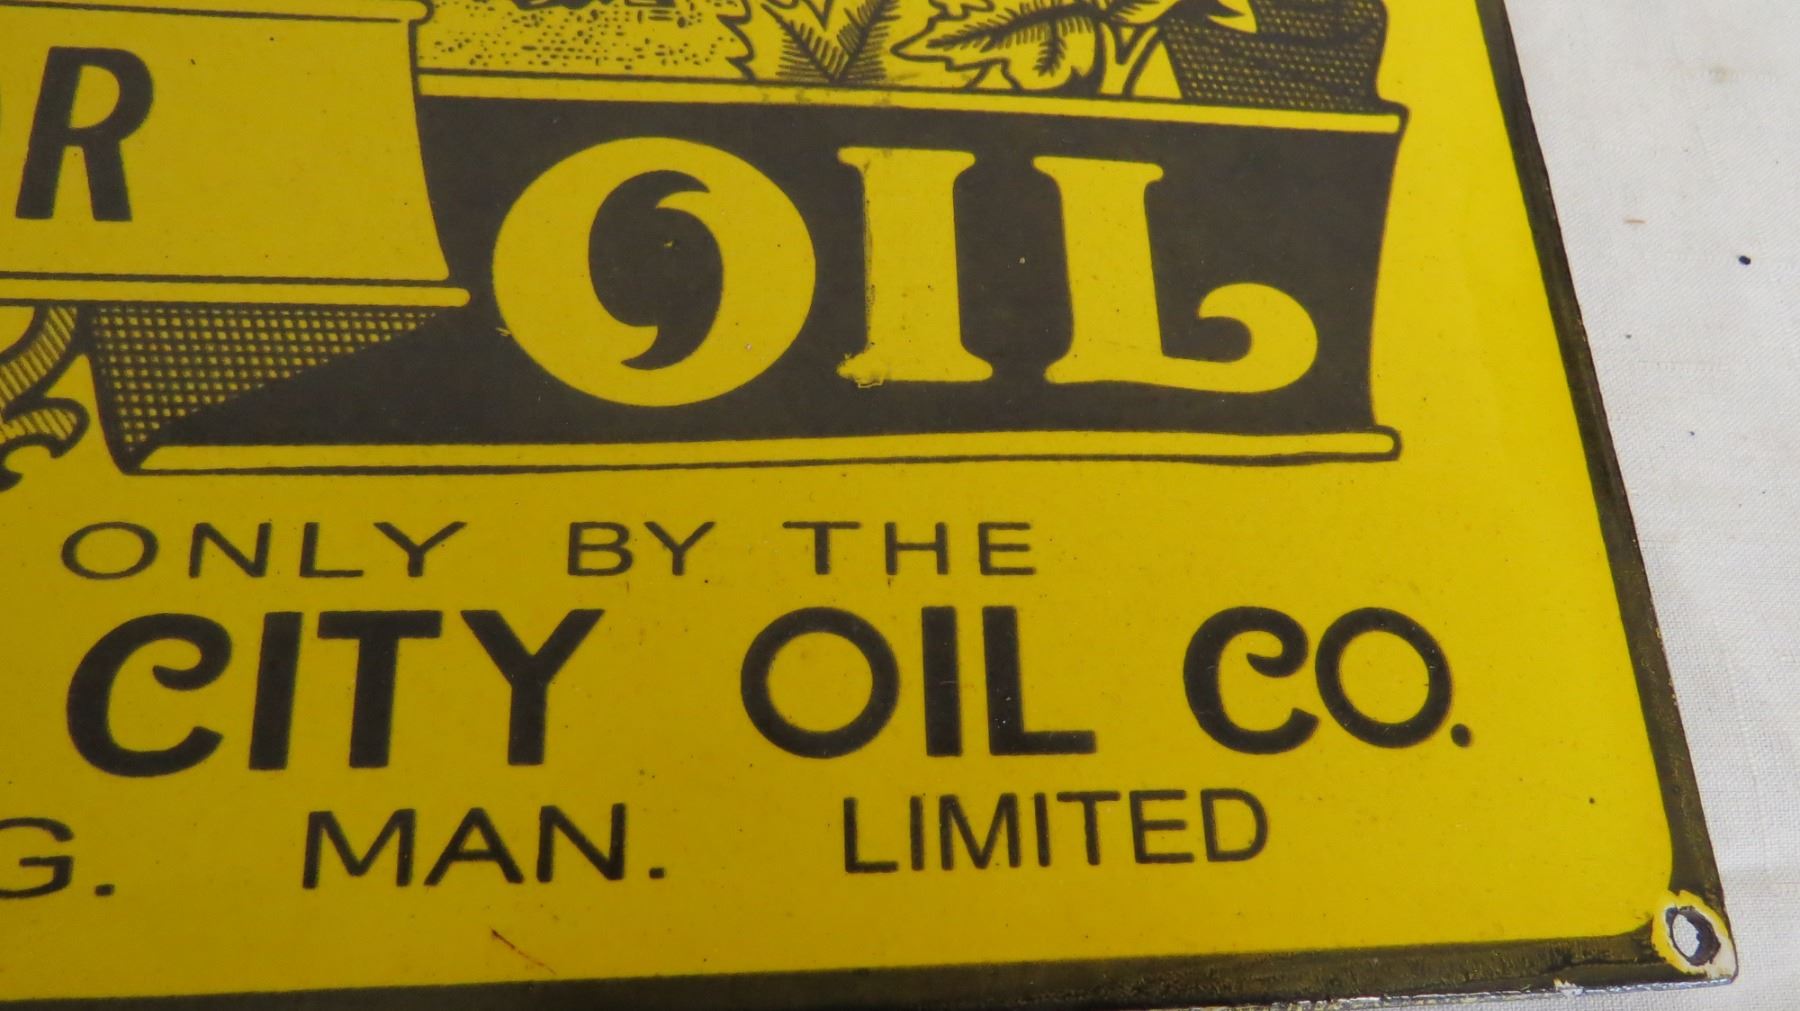 R OIL
ONLY BY THE
CITY OIL CO.
G. MAN. LIMITED